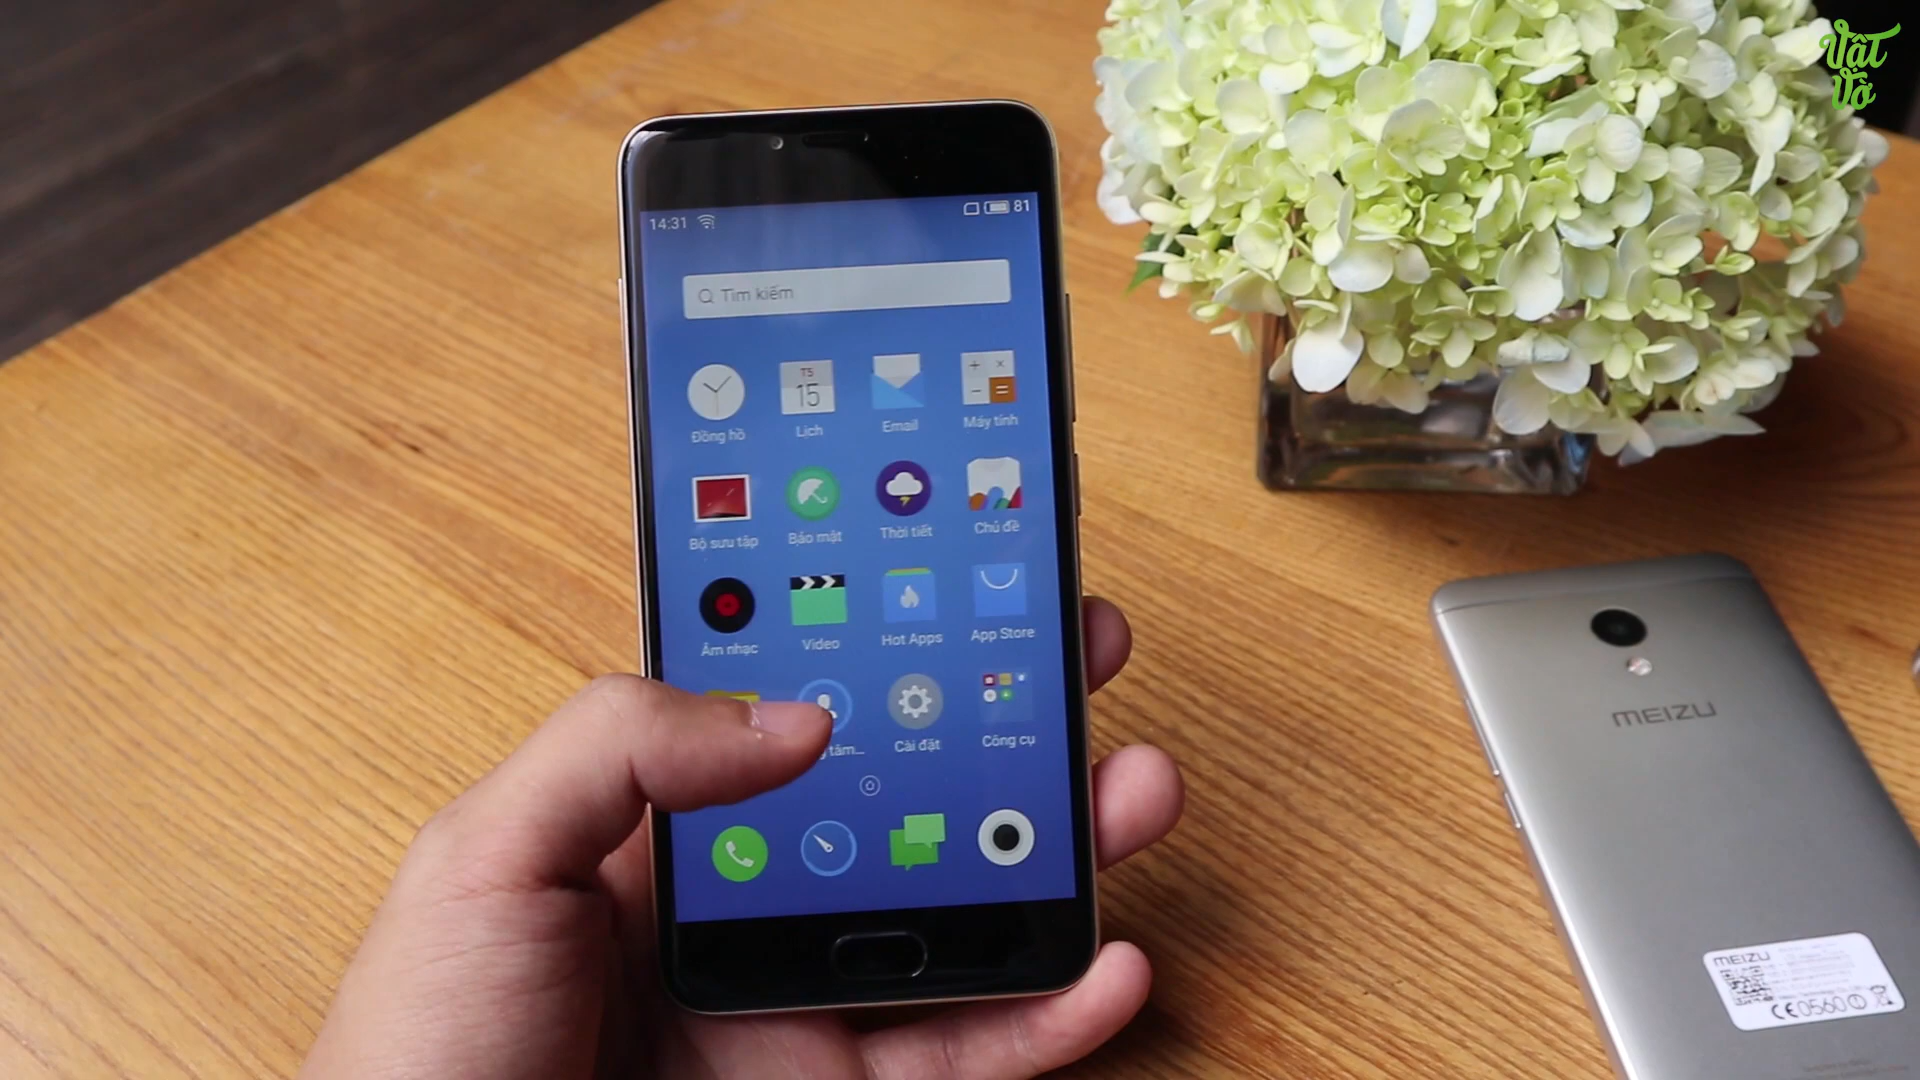 Vật
Vờ
14:31
81
Tìm kiếm
T5
15
Đồng hồ
Lịch
Email
Máy tính
Bộ sưu tập
Bảo mật
Thời tiết
Chủ đề
Âm nhạc
Video
Hot Apps
App Store
tâm...
Cài đặt
Công cụ
MEIZU
MEIZU
CE0560